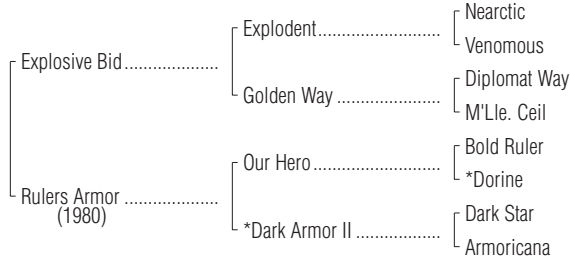 Nearctic
Explodent....................
Venomous
Explosive Bid..................
Diplomat Way
Golden Way .................
M'Lle. Ceil
Bold Ruler
Our Hero....................
*Dorine
Rulers Armor .................
(1980)
Dark Star
*Dark Armor II ..............
Armoricana